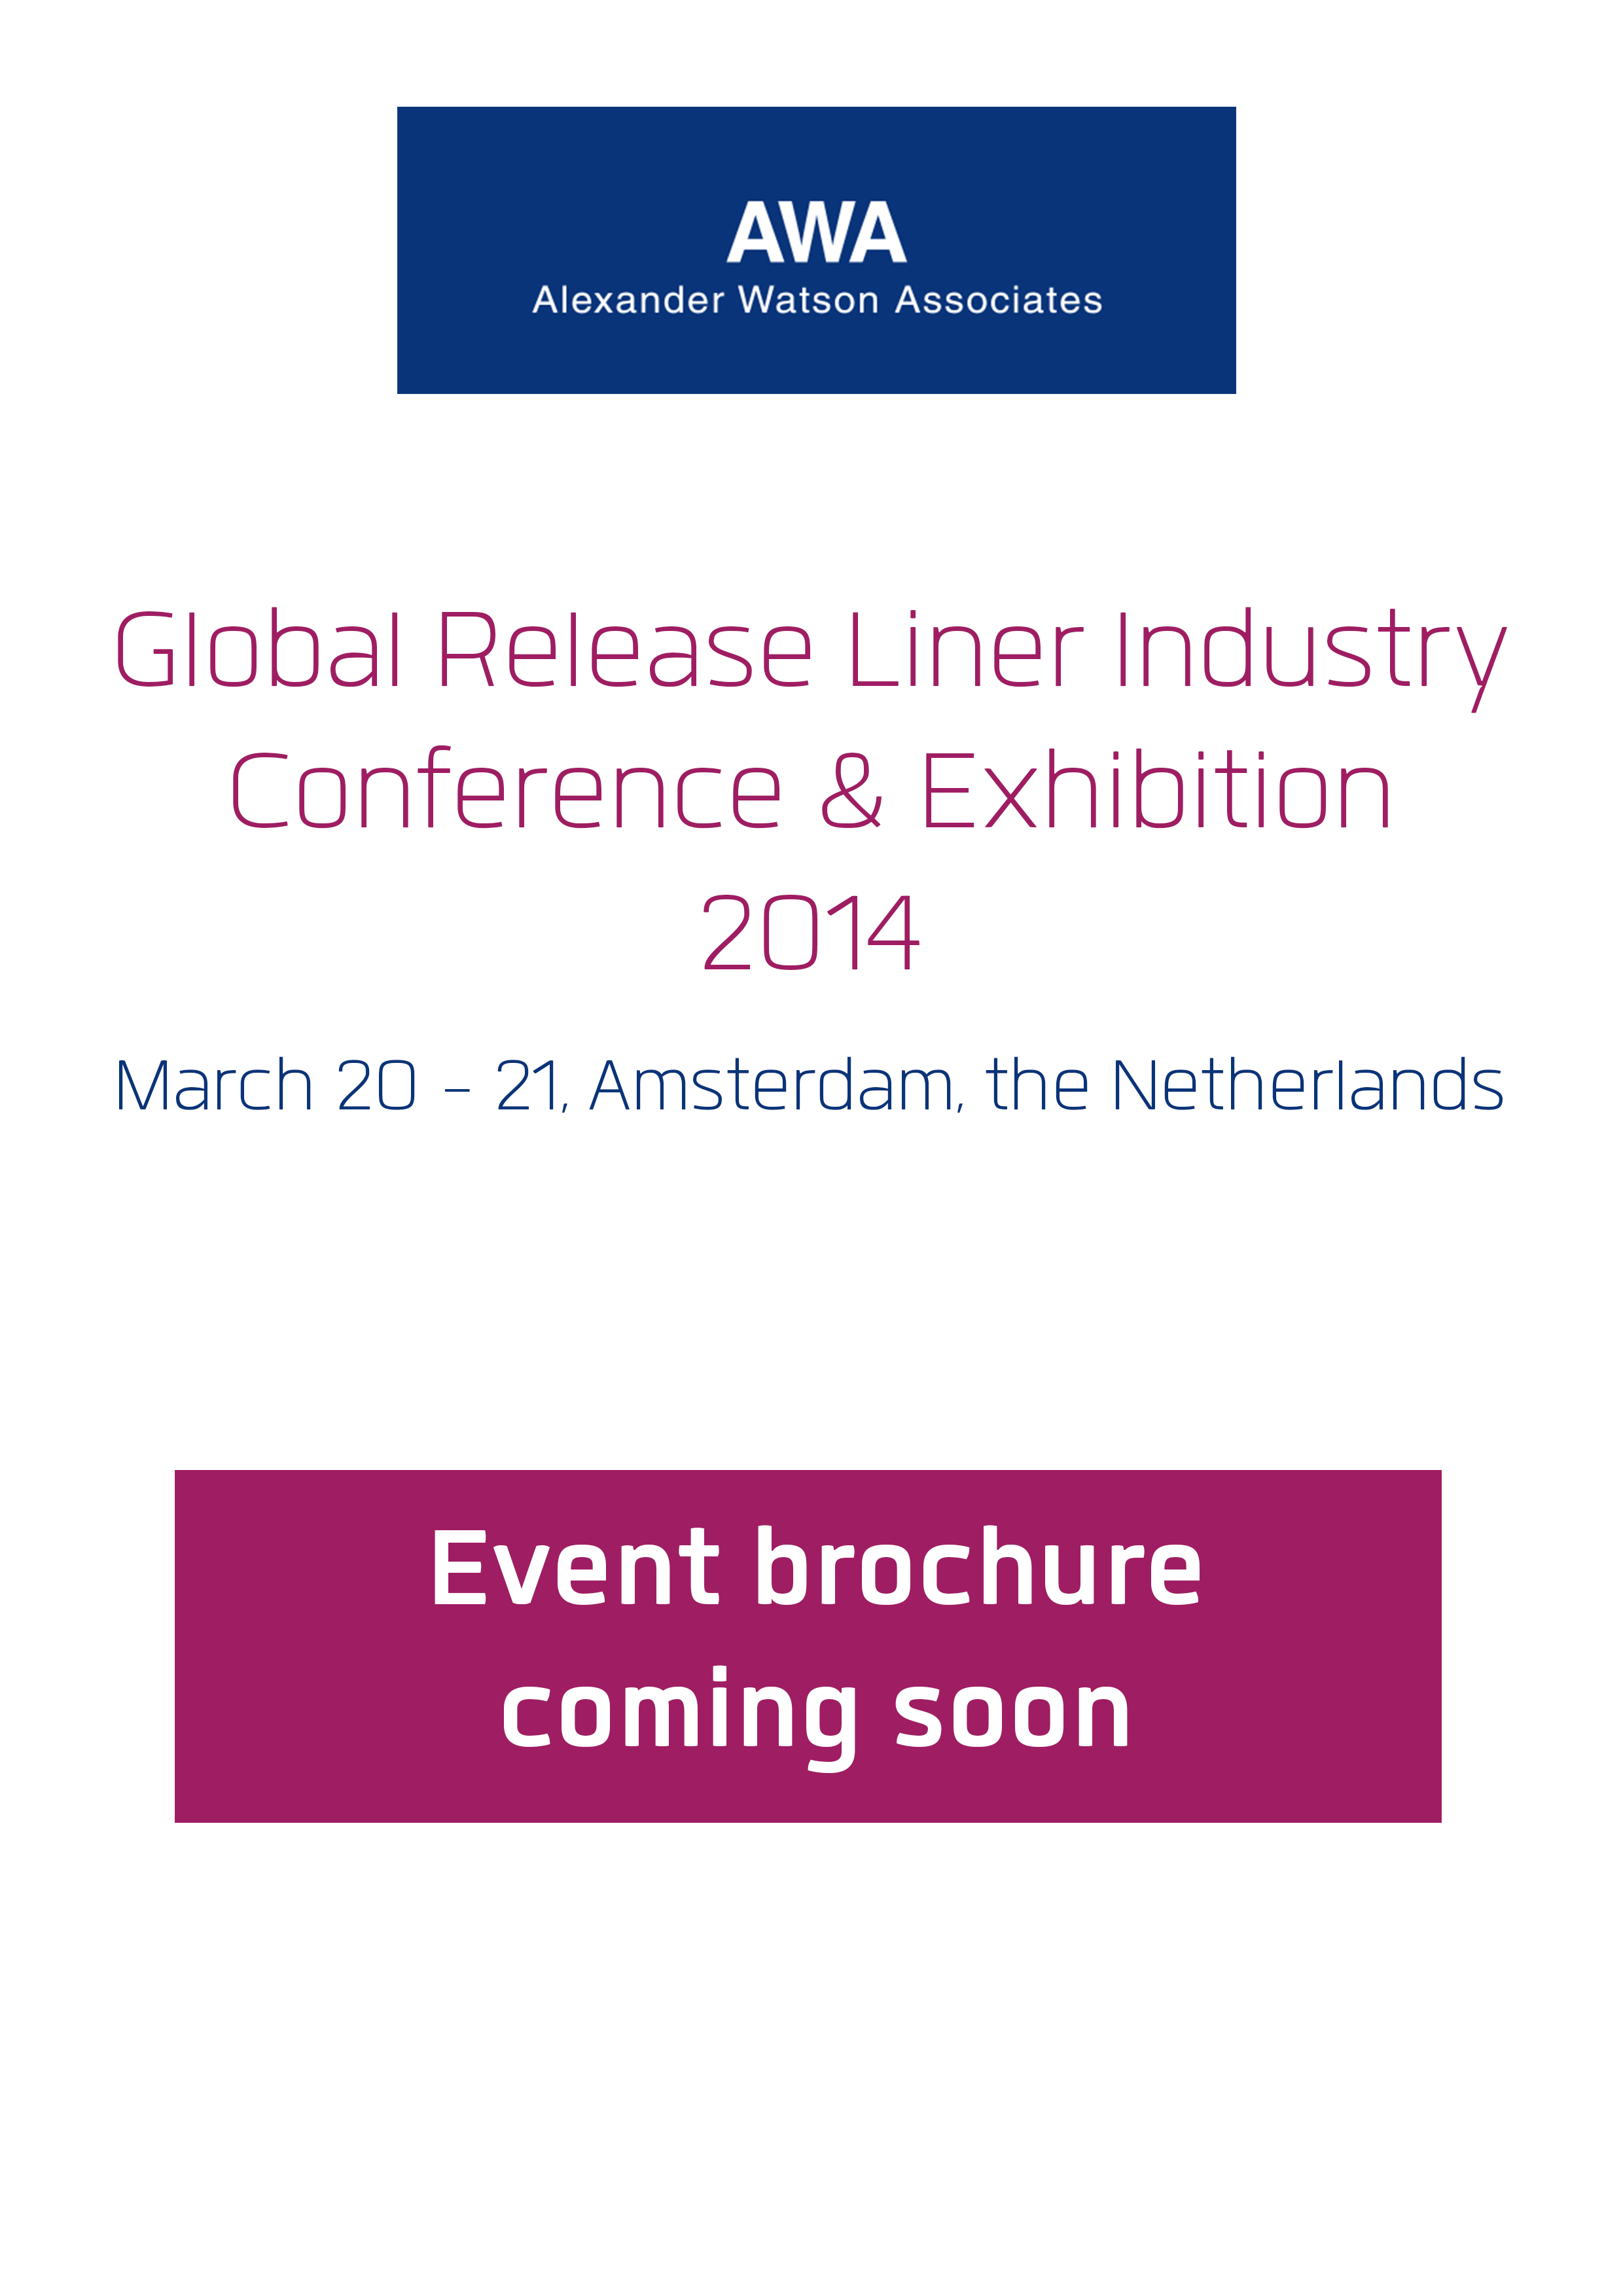 AWA
Alexander Watson Associates
Global Release Liner Industry
Conference & Exhibition
2014
March 20 – 21, Amsterdam, the Netherlands
Event brochure
coming soon